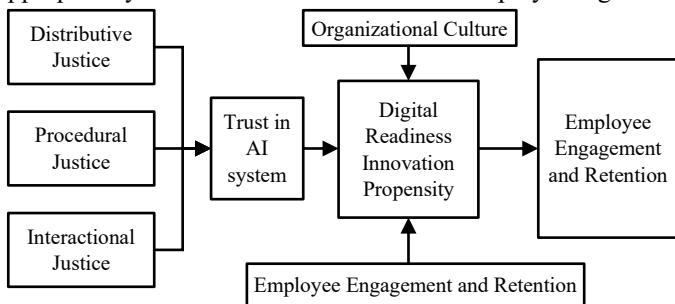 Distributive
Justice
Procedural
Justice
Interactional
Justice
Trust in
AI
system
Organizational Culture
Digital
Readiness
Innovation
Propensity
Employee Engagement and Retention
Employee
Engagement
and Retention